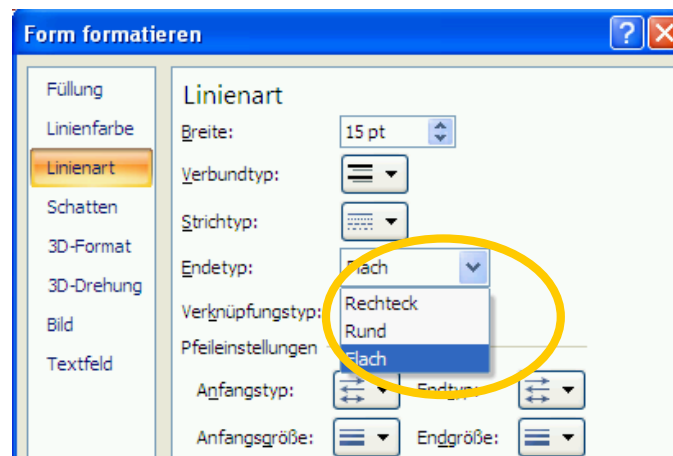 Form formatieren
Füllung
Linienfarbe
Linienart
Schatten
3D-Format
3D-Drehung
Bild
Textfeld
Linienart
Breite: 15 pt
Verbundtyp:
Strichtyp:
Endetyp: Flach
Rechteck
Rund
Flach
Verknüpfungstyp:
Pfeileinstellungen
Anfangstyp: Endtyp:
Anfangsgröße: Endgröße: